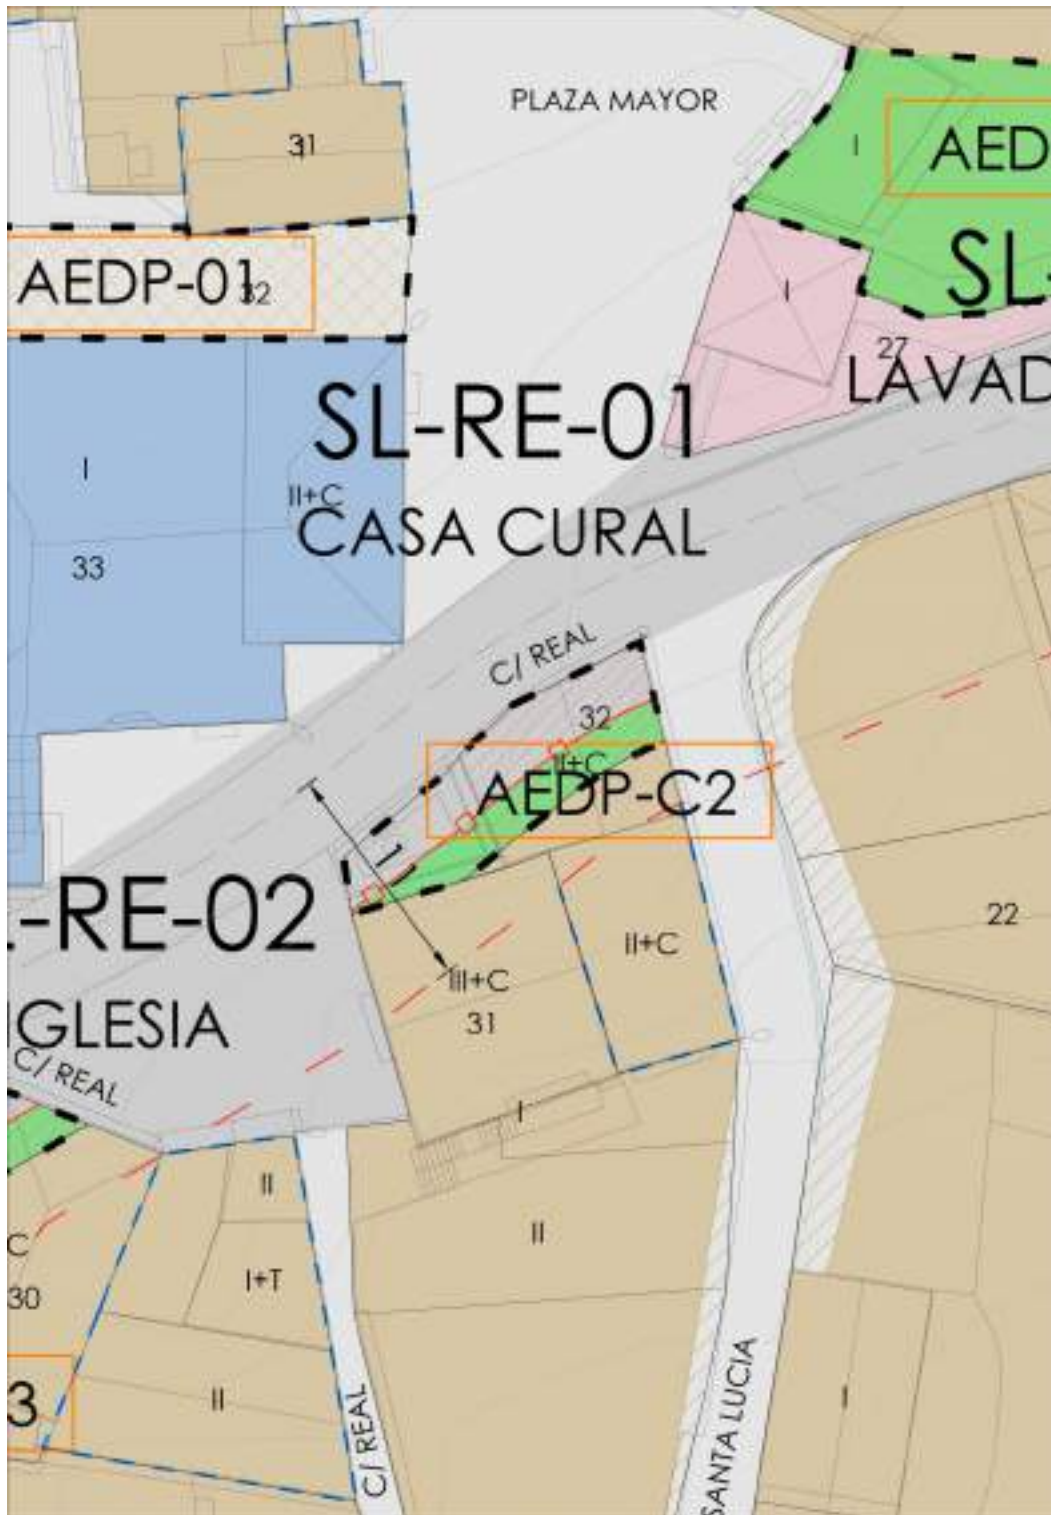 PLAZA MAYOR
I
AED
31
I
SL-
AEDP-01
32
I
27
LAVAD
SL-RE-01
I
II+C
CASA CURAL
33
C/ REAL
32
II+C
AEDP-C2
-RE-02
22
II+C
III+C
31
GLESIA
C/ REAL
I
II
II
C
I+T
30
3
II
I
C/ REAL
SANTA LUCIA